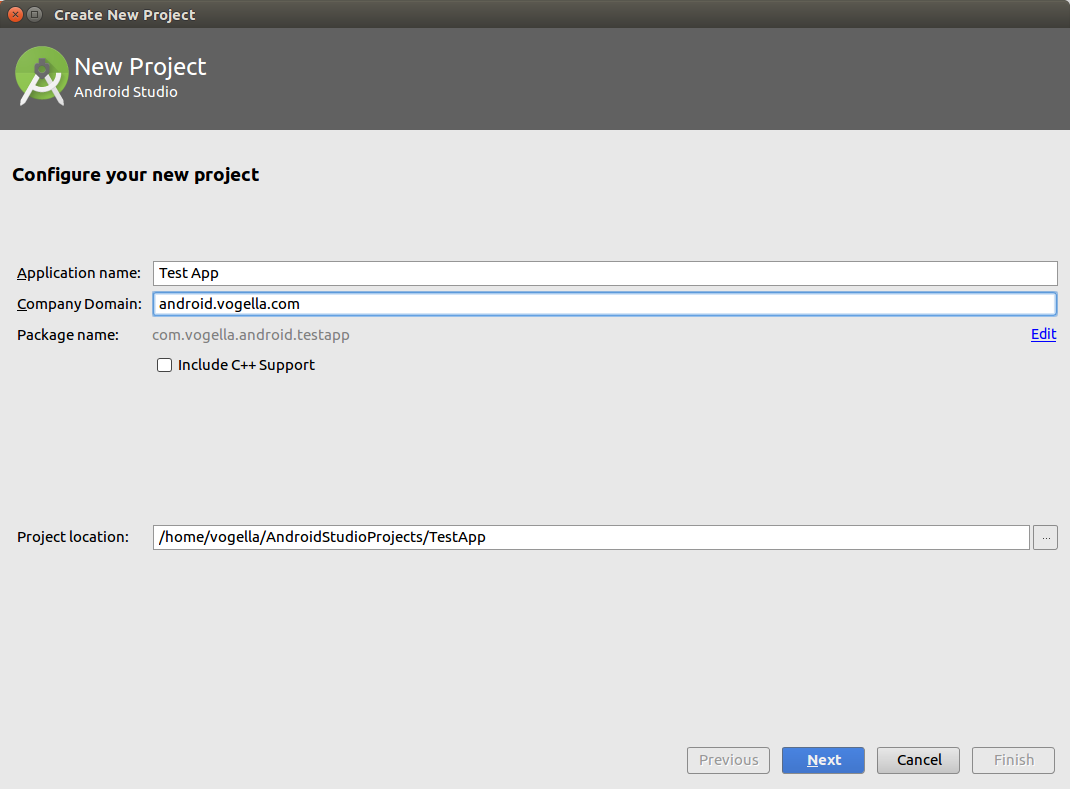 Create New Project
New Project
Android Studio
Configure your new project
Application name: Test App
Company Domain: android.vogella.com
Package name: com.vogella.android.testapp Edit
Include C++ Support
Project location: /home/vogella/AndroidStudioProjects/TestApp ...
Previous Next Cancel Finish